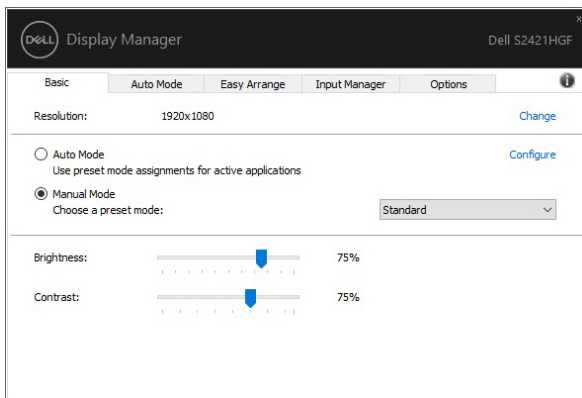 DELL Display Manager Dell S2421HGF
Basic Auto Mode Easy Arrange Input Manager Options
Resolution: 1920x1080 Change
Auto Mode Configure
Use preset mode assignments for active applications
Manual Mode
Choose a preset mode: Standard
Brightness: 75%
Contrast: 75%